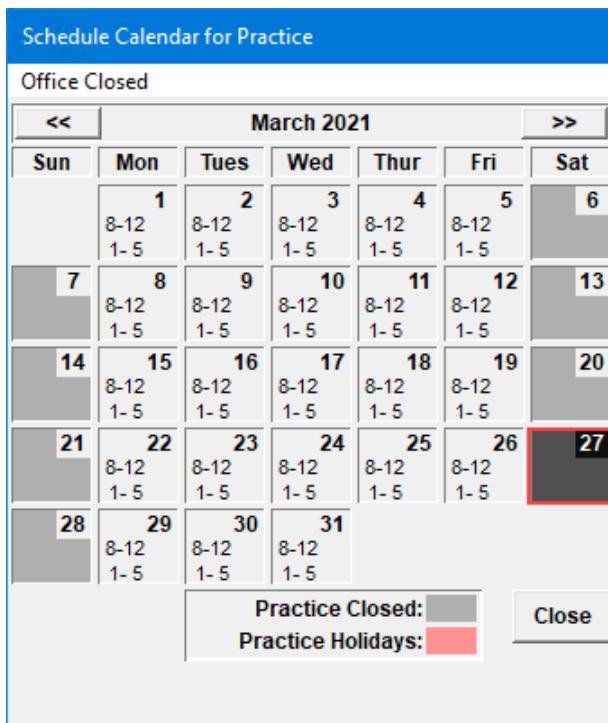 Schedule Calendar for Practice
Office Closed
<< March 2021 >>
Sun Mon Tues Wed Thur Fri Sat
1 2 3 4 5 6
8-12 8-12 8-12 8-12 8-12
1- 5 1- 5 1- 5 1- 5 1- 5
7 8 9 10 11 12 13
8-12 8-12 8-12 8-12 8-12
1- 5 1- 5 1- 5 1- 5 1- 5
14 15 16 17 18 19 20
8-12 8-12 8-12 8-12 8-12
1- 5 1- 5 1- 5 1- 5 1- 5
21 22 23 24 25 26 27
8-12 8-12 8-12 8-12 8-12
1- 5 1- 5 1- 5 1- 5 1- 5
28 29 30 31
8-12 8-12 8-12
1- 5 1- 5 1- 5
Practice Closed:
Practice Holidays:
Close